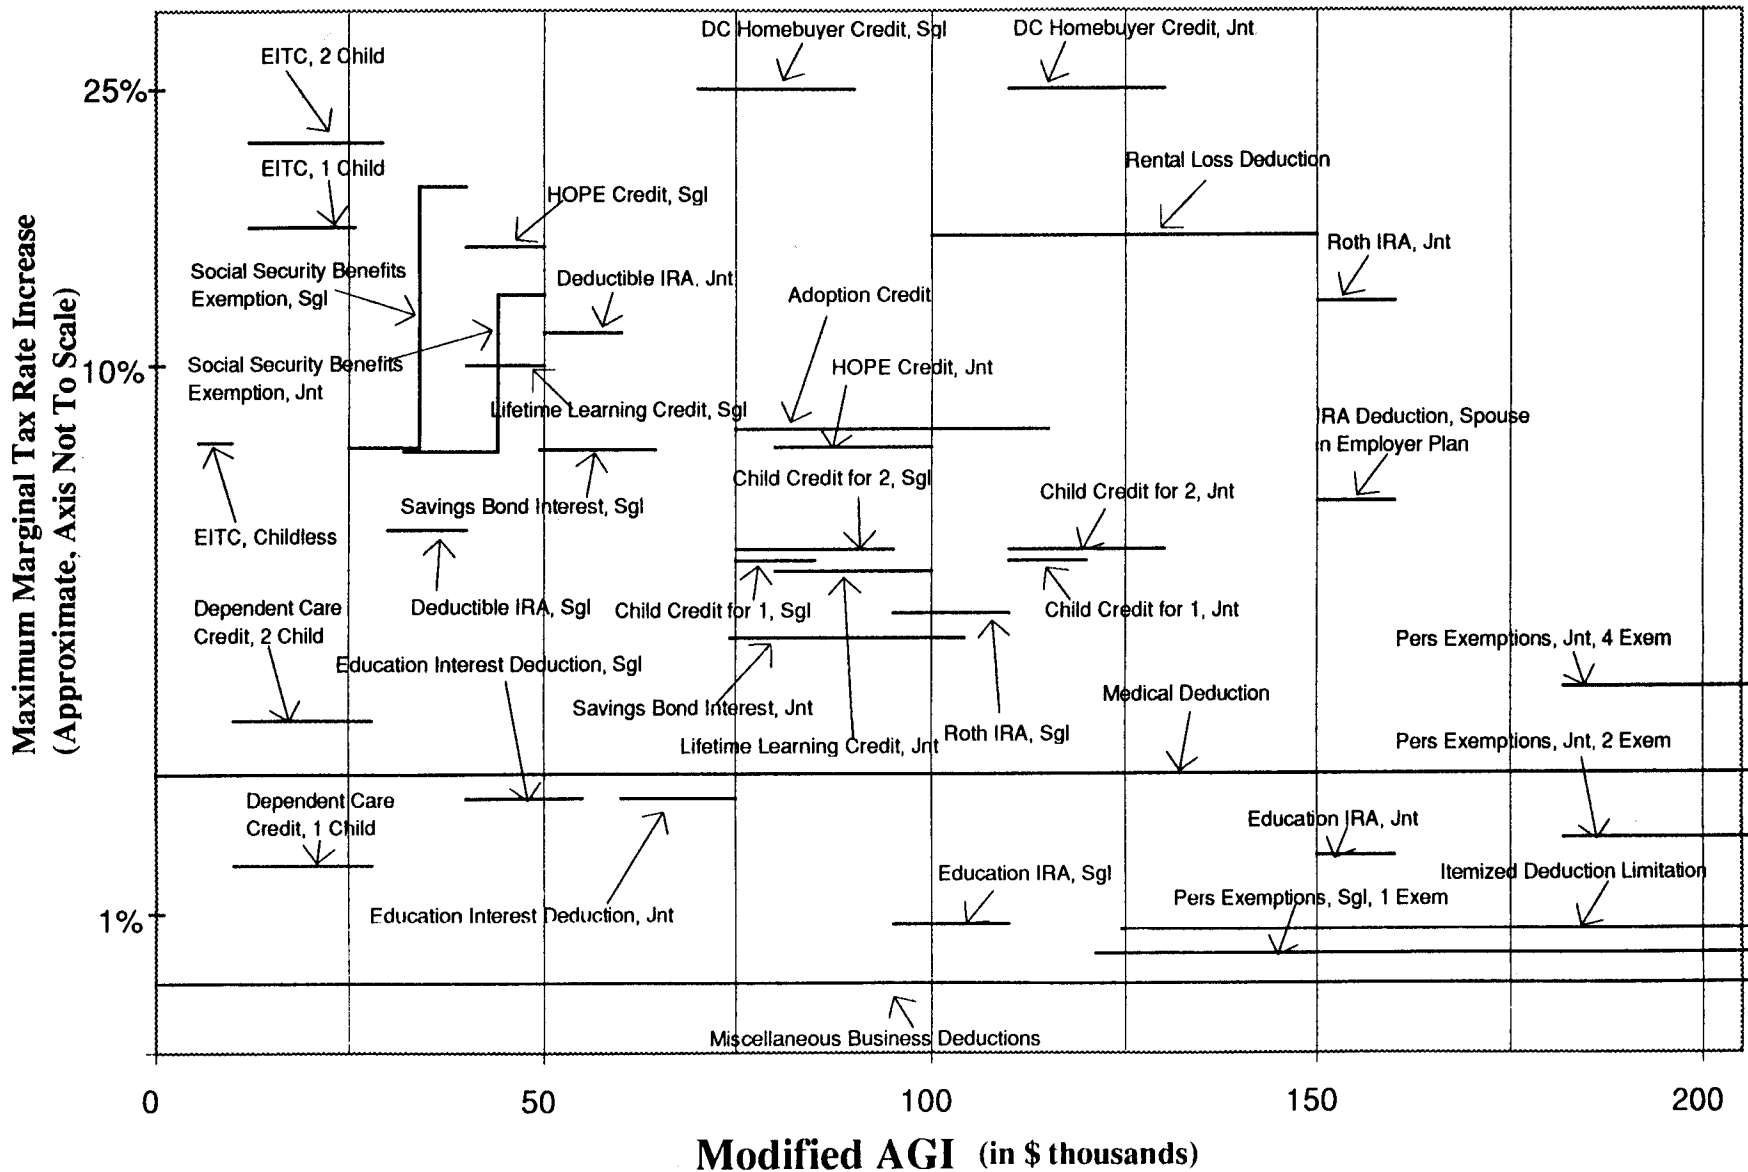 DC Homebuyer Credit, Sgl
DC Homebuyer Credit, Jnt
EITC, 2 Child
25%
EITC, 1 Child
Rental Loss Deduction
HOPE Credit, Sgl
Roth IRA, Jnt
Social Security Benefits
Exemption, Sgl
Deductible IRA, Jnt
Adoption Credit
Maximum Marginal Tax Rate Increase
(Approximate, Axis Not To Scale)
10%
Social Security Benefits
Exemption, Jnt
HOPE Credit, Jnt
Lifetime Learning Credit, Sgl
IRA Deduction, Spouse
in Employer Plan
Child Credit for 2, Sgl
Child Credit for 2, Jnt
Savings Bond Interest, Sgl
EITC, Childless
Dependent Care
Credit, 2 Child
Deductible IRA, Sgl
Child Credit for 1, Sgl
Child Credit for 1, Jnt
Pers Exemptions, Jnt, 4 Exem
Education Interest Deduction, Sgl
Medical Deduction
Savings Bond Interest, Jnt
Roth IRA, Sgl
Lifetime Learning Credit, Jnt
Pers Exemptions, Jnt, 2 Exem
Dependent Care
Credit, 1 Child
Education IRA, Jnt
Education IRA, Sgl
Itemized Deduction Limitation
Pers Exemptions, Sgl, 1 Exem
Education Interest Deduction, Jnt
1%
Miscellaneous Business Deductions
0 50 100 150 200
Modified AGI (in $ thousands)